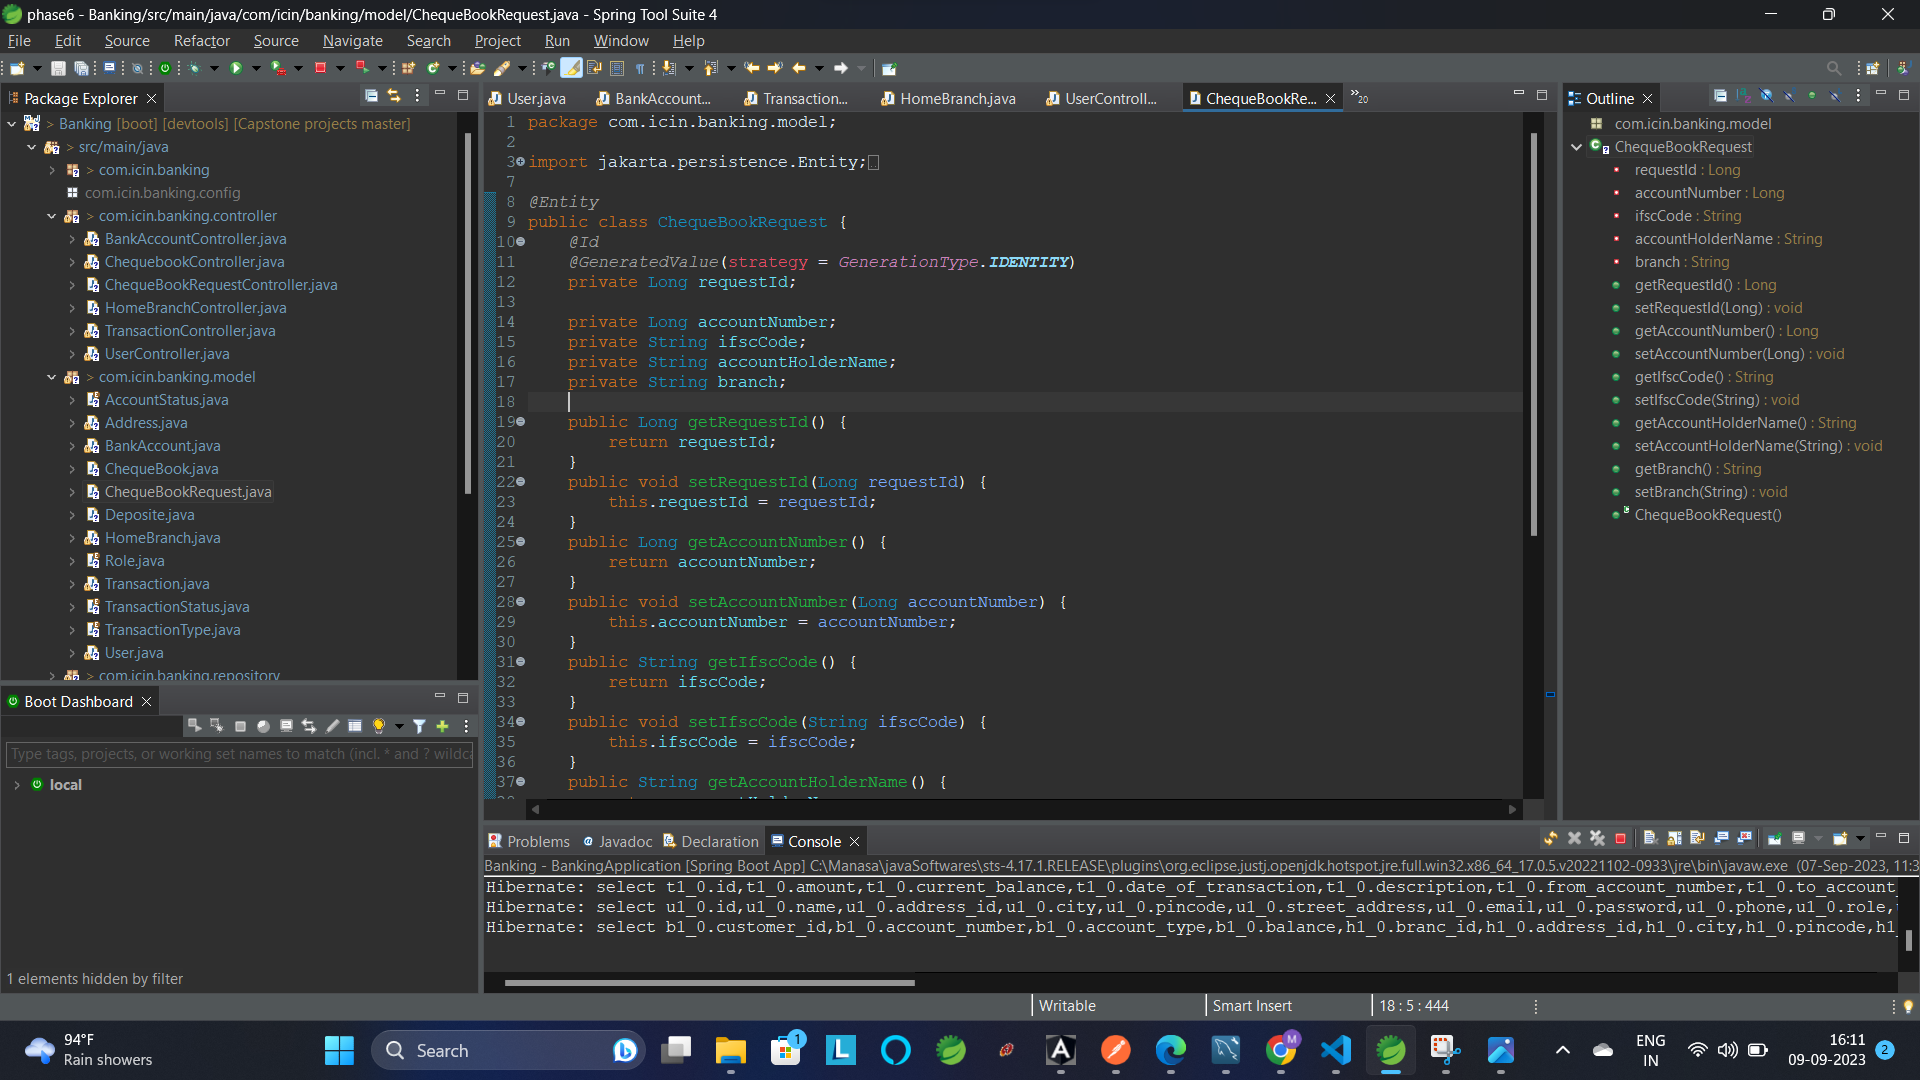 phase6 - Banking/src/main/java/com/icin/banking/model/ChequeBookRequest.java - Spring Tool Suite 4
File Edit Source Refactor Source Navigate Search Project Run Window Help
Package Explorer
> Banking [boot] [devtools] [Capstone projects master]
> src/main/java
> com.icin.banking
com.icin.banking.config
> com.icin.banking.controller
BankAccountController.java
ChequebookController.java
ChequeBookRequestController.java
HomeBranchController.java
TransactionController.java
UserController.java
> com.icin.banking.model
AccountStatus.java
Address.java
BankAccount.java
ChequeBook.java
ChequeBookRequest.java
Deposite.java
HomeBranch.java
Role.java
Transaction.java
TransactionStatus.java
TransactionType.java
User.java
> com.icin.banking.repository
Boot Dashboard
Type tags, projects, or working set names to match (incl. * and ? wildca
local
1 elements hidden by filter
User.java BankAccount... Transaction... HomeBranch.java UserControll... ChequeBookRe... »20
1 package com.icin.banking.model;
2
3 import jakarta.persistence.Entity;
7
8 @Entity
9 public class ChequeBookRequest {
10 @Id
11 @GeneratedValue(strategy = GenerationType.IDENTITY)
12 private Long requestId;
13
14 private Long accountNumber;
15 private String ifscCode;
16 private String accountHolderName;
17 private String branch;
18
19 public Long getRequestId() {
20 return requestId;
21 }
22 public void setRequestId(Long requestId) {
23 this.requestId = requestId;
24 }
25 public Long getAccountNumber() {
26 return accountNumber;
27 }
28 public void setAccountNumber(Long accountNumber) {
29 this.accountNumber = accountNumber;
30 }
31 public String getIfscCode() {
32 return ifscCode;
33 }
34 public void setIfscCode(String ifscCode) {
35 this.ifscCode = ifscCode;
36 }
37 public String getAccountHolderName() {
Outline
com.icin.banking.model
ChequeBookRequest
requestId : Long
accountNumber : Long
ifscCode : String
accountHolderName : String
branch : String
getRequestId() : Long
setRequestId(Long) : void
getAccountNumber() : Long
setAccountNumber(Long) : void
getIfscCode() : String
setIfscCode(String) : void
getAccountHolderName() : String
setAccountHolderName(String) : void
getBranch() : String
setBranch(String) : void
ChequeBookRequest()
Problems Javadoc Declaration Console
Banking - BankingApplication [Spring Boot App] C:\Manasa\javaSoftwares\sts-4.17.1.RELEASE\plugins\org.eclipse.justj.openjdk.hotspot.jre.full.win32.x86_64_17.0.5.v20221102-0933\jre\bin\javaw.exe (07-Sep-2023, 11:3
Hibernate: select t1_0.id,t1_0.amount,t1_0.current_balance,t1_0.date_of_transaction,t1_0.description,t1_0.from_account_number,t1_0.to_account
Hibernate: select u1_0.id,u1_0.name,u1_0.address_id,u1_0.city,u1_0.pincode,u1_0.street_address,u1_0.email,u1_0.password,u1_0.phone,u1_0.role,
Hibernate: select b1_0.customer_id,b1_0.account_number,b1_0.account_type,b1_0.balance,h1_0.branc_id,h1_0.address_id,h1_0.city,h1_0.pincode,h1_
Writable Smart Insert 18 : 5 : 444
94°F
Rain showers
Search
1
M
ENG
IN
16:11
09-09-2023
2